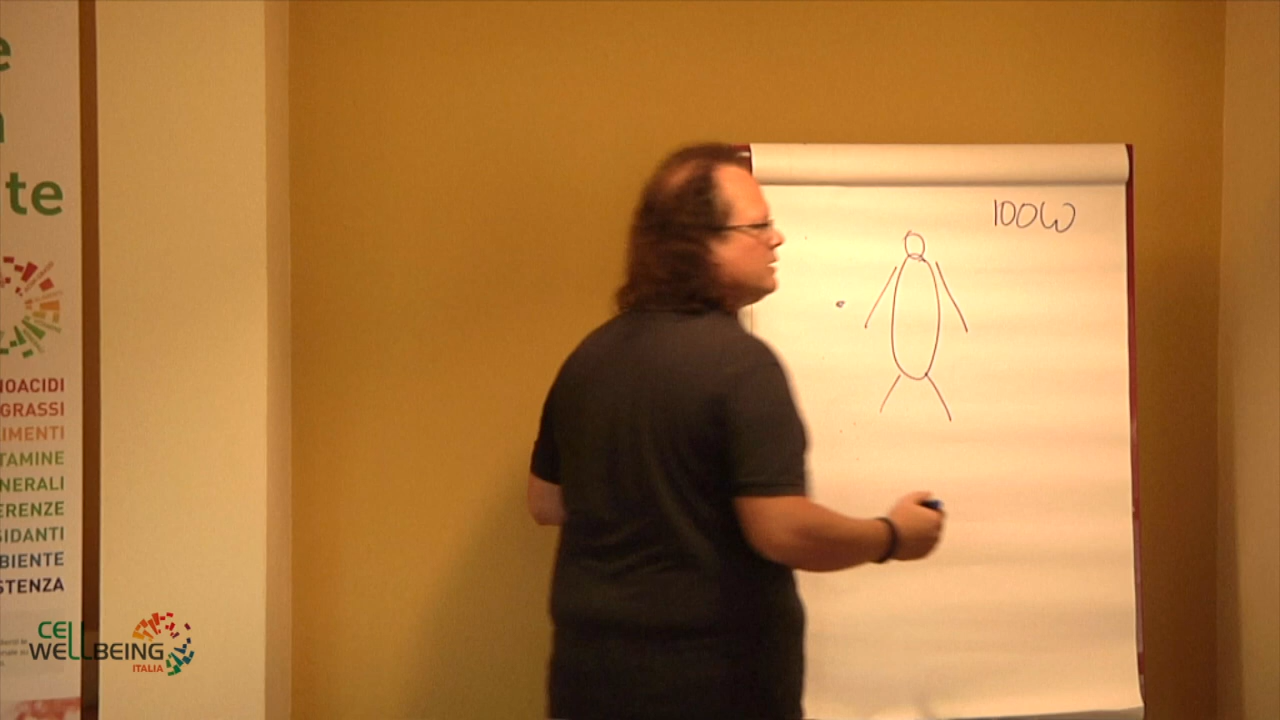 e
te
NOACIDI
GRASSI
IMENTI
TAMINE
NERALI
ERENZE
SIDANTI
BIENTE
STENZA
CELL
WELLBEING
ITALIA
100W